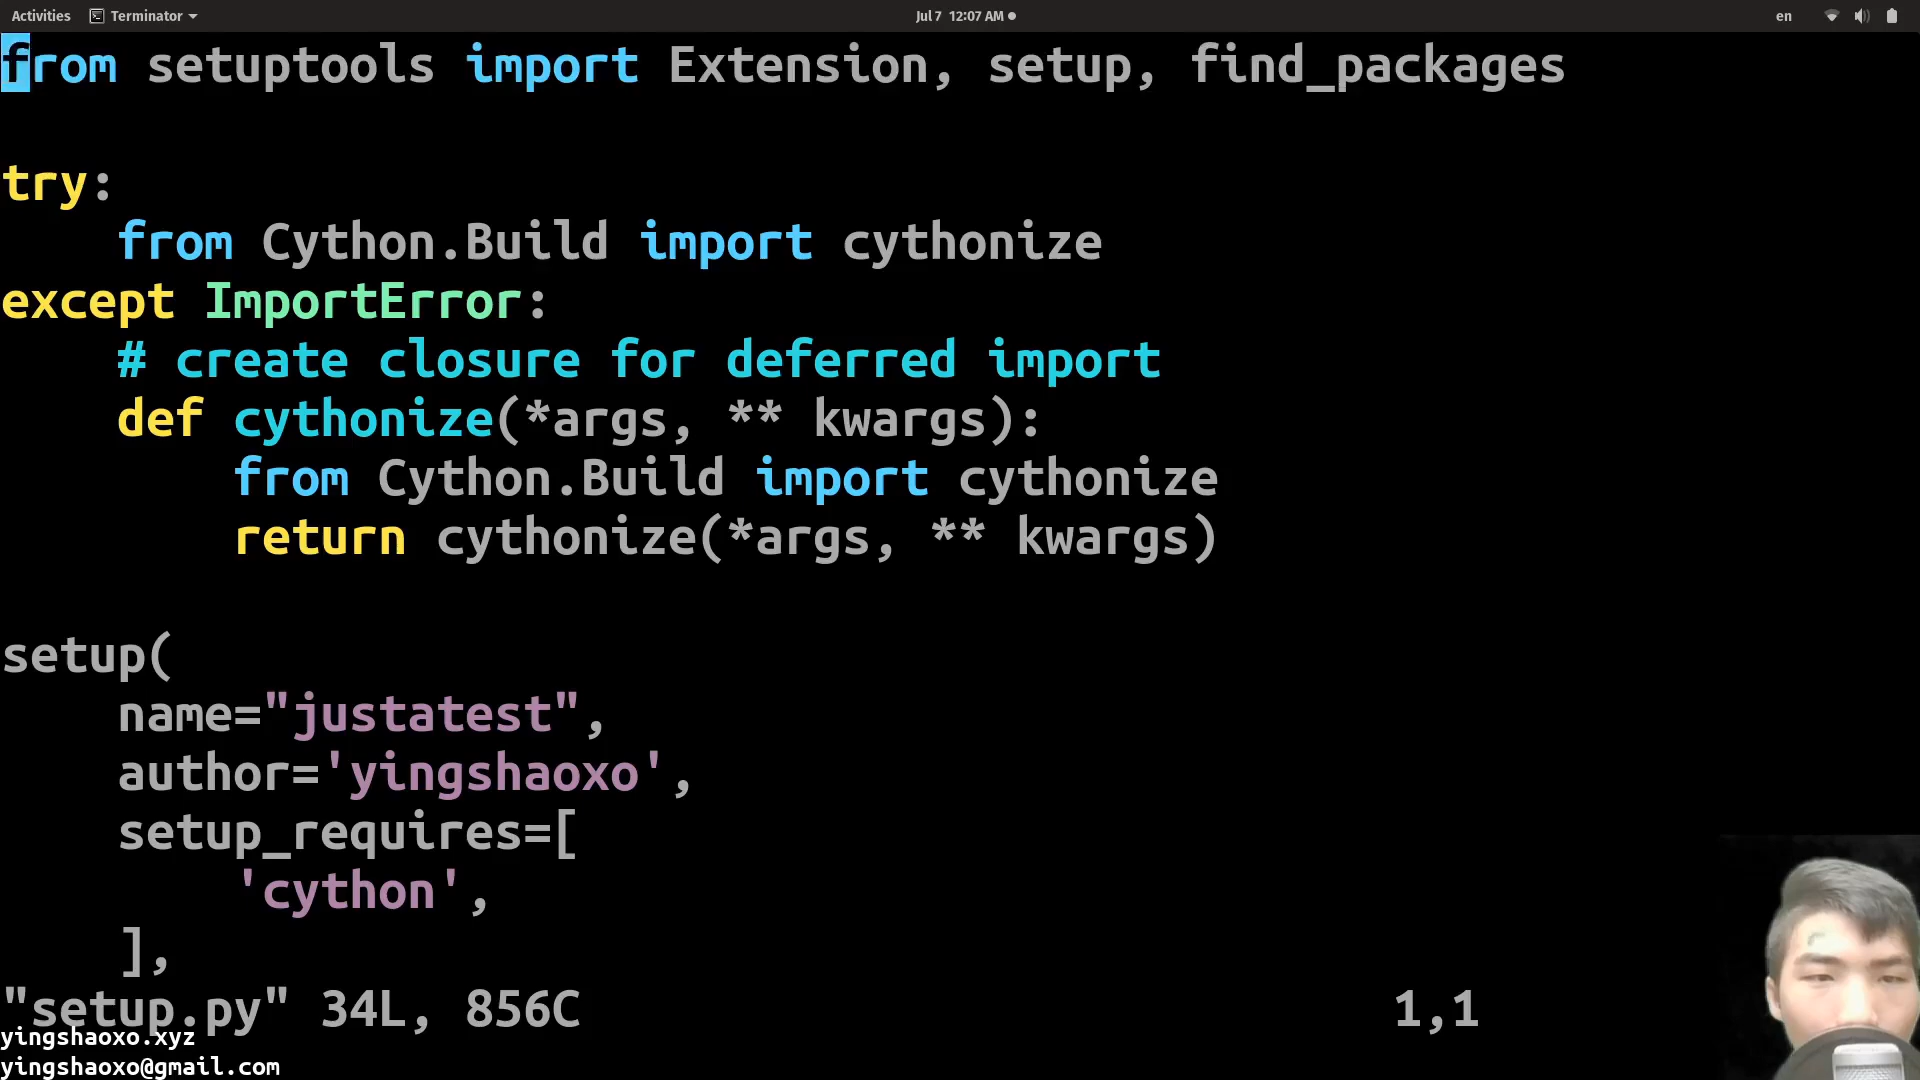 Activities Terminator Jul 7 12:07 AM en
from setuptools import Extension, setup, find_packages
try:
    from Cython.Build import cythonize
except ImportError:
    # create closure for deferred import
    def cythonize(*args, ** kwargs):
        from Cython.Build import cythonize
        return cythonize(*args, ** kwargs)
setup(
    name="justatest",
    author='yingshaoxo',
    setup_requires=[
        'cython',
    ],
"setup.py" 34L, 856C 1,1
yingshaoxo.xyz
yingshaoxo@gmail.com